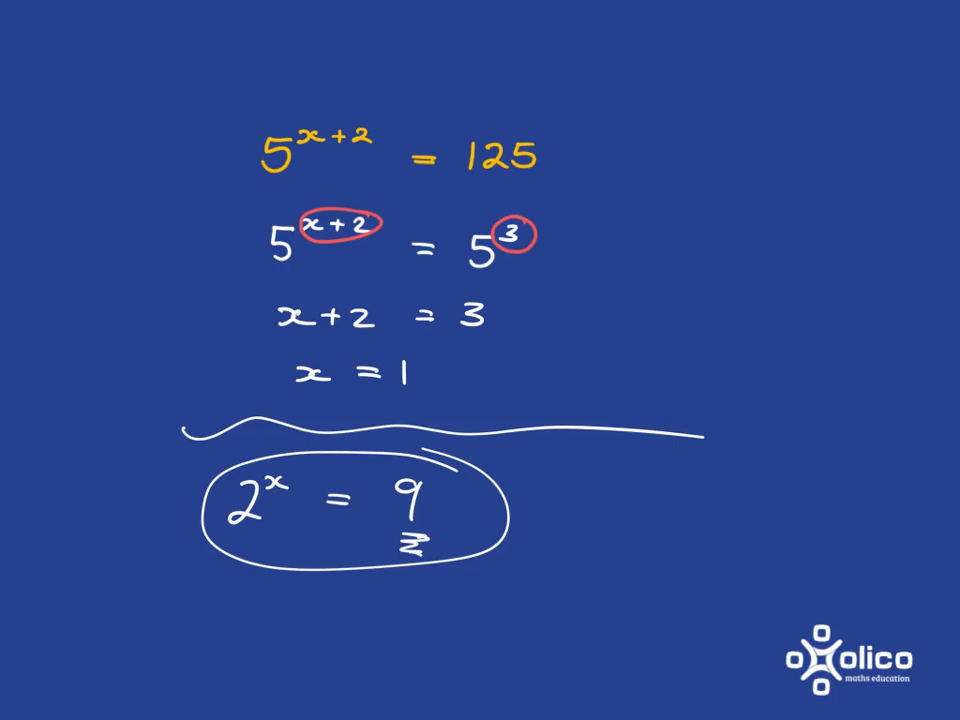 5^{x+2} = 125
5^{x+2} = 5^{3}
x+2 = 3
x = 1
2^{x} = 9
olico
maths education